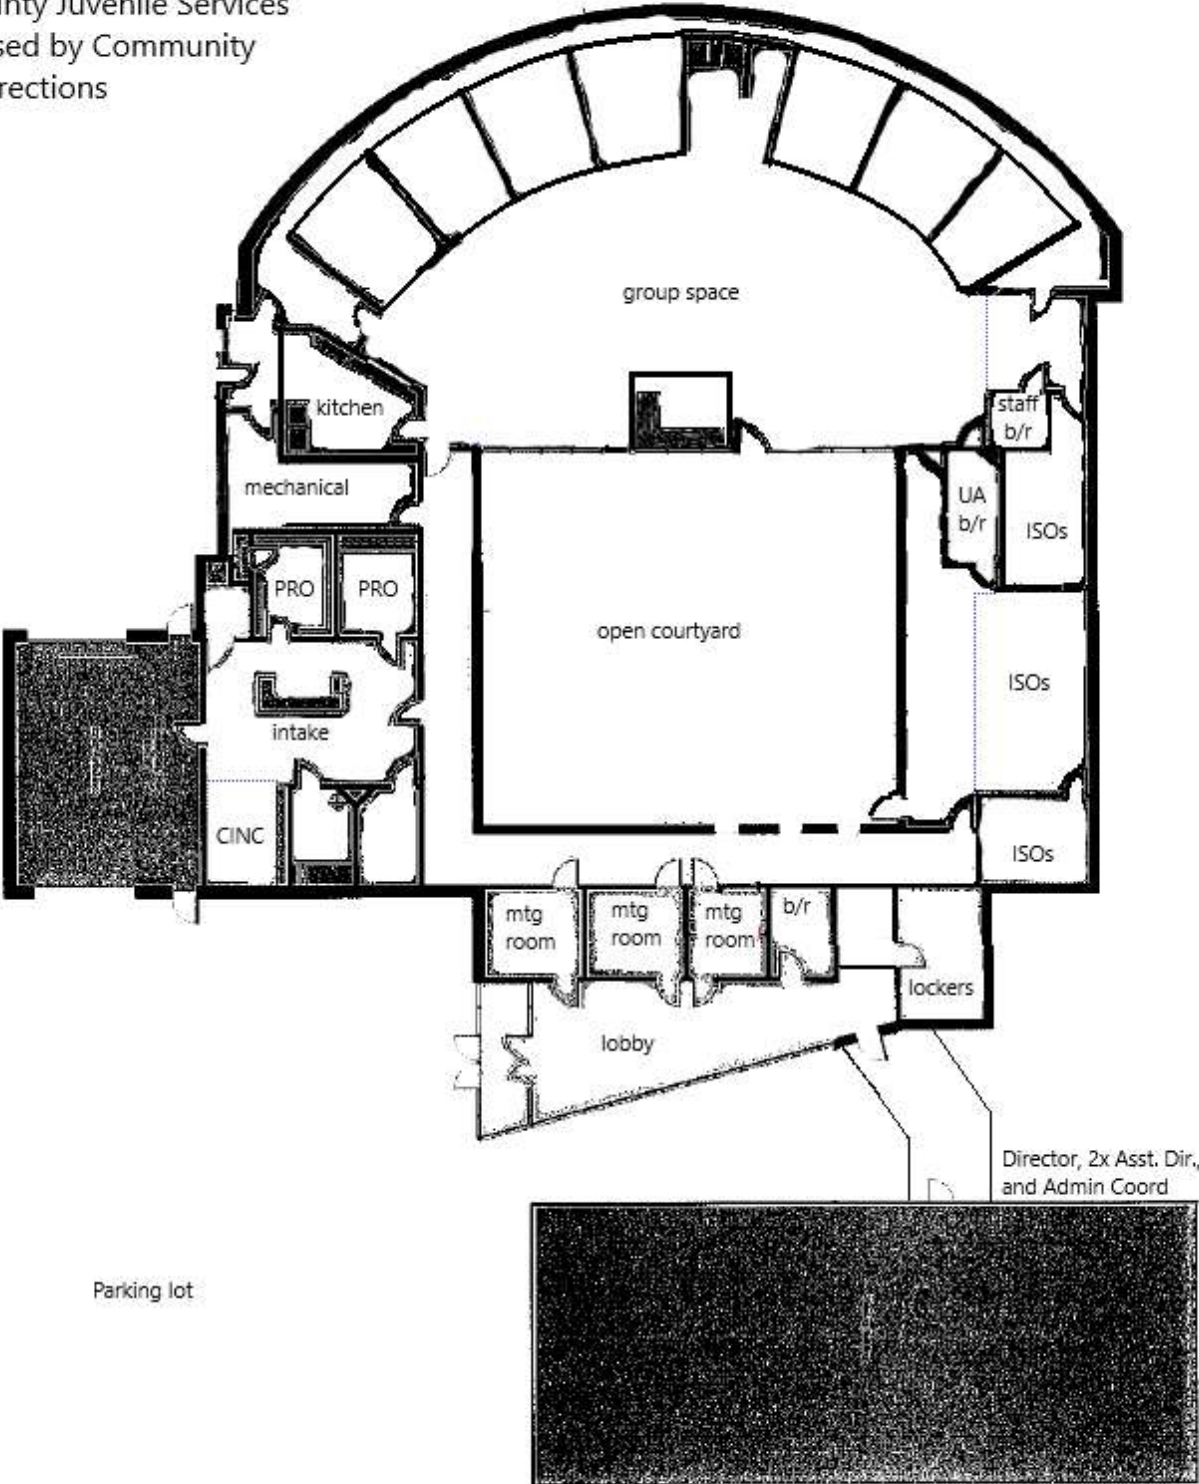 nty Juvenile Services
sed by Community
rections
group space
kitchen
staff
b/r
mechanical
UA
b/r
ISOs
PRO
PRO
open courtyard
ISOs
intake
CINC
ISOs
mtg
room
mtg
room
mtg
room
b/r
lockers
lobby
Director, 2x Asst. Dir.,
and Admin Coord
Parking lot